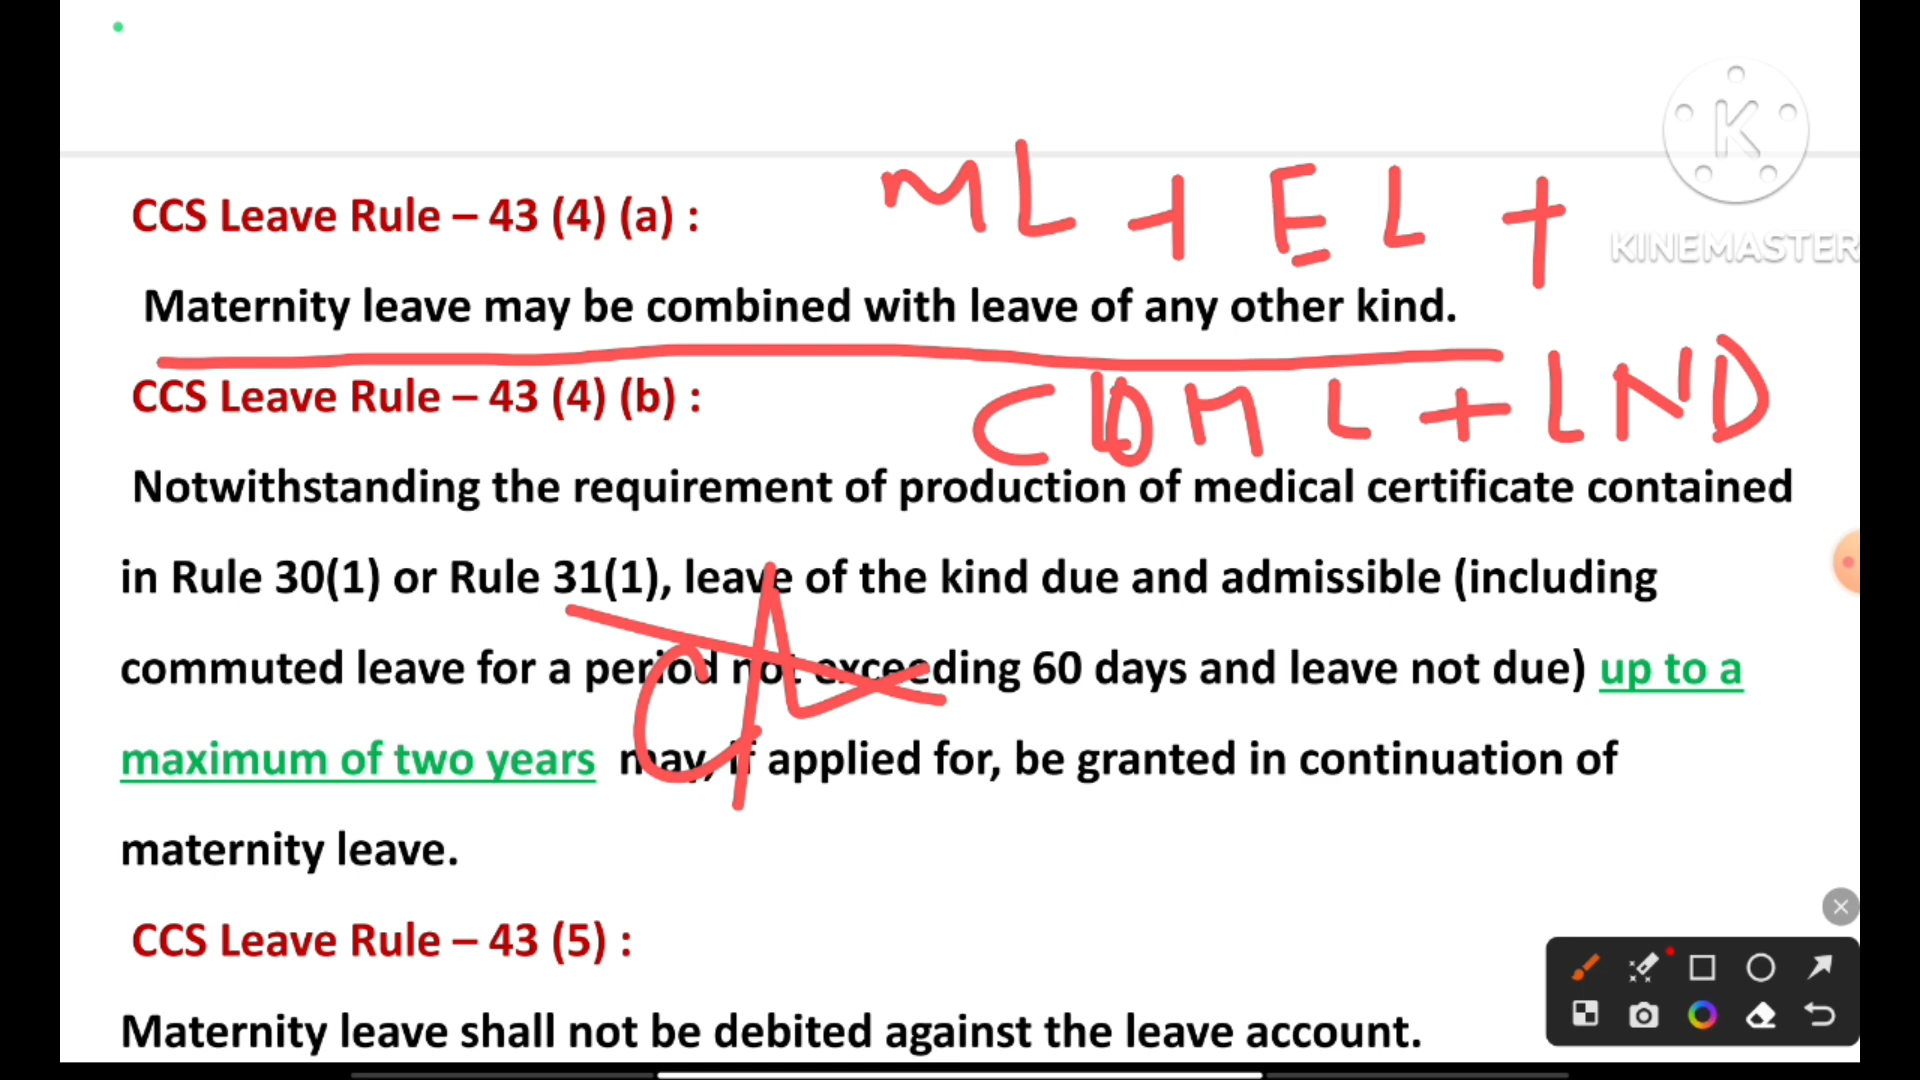 CCS Leave Rule – 43 (4) (a) :
ML + EL +
K
KINEMASTER
Maternity leave may be combined with leave of any other kind.
CCS Leave Rule – 43 (4) (b) :
COML + LND
Notwithstanding the requirement of production of medical certificate contained
in Rule 30(1) or Rule 31(1), leave of the kind due and admissible (including
commuted leave for a period not exceeding 60 days and leave not due) up to a
maximum of two years may, if applied for, be granted in continuation of
maternity leave.
CCS Leave Rule – 43 (5) :
Maternity leave shall not be debited against the leave account.